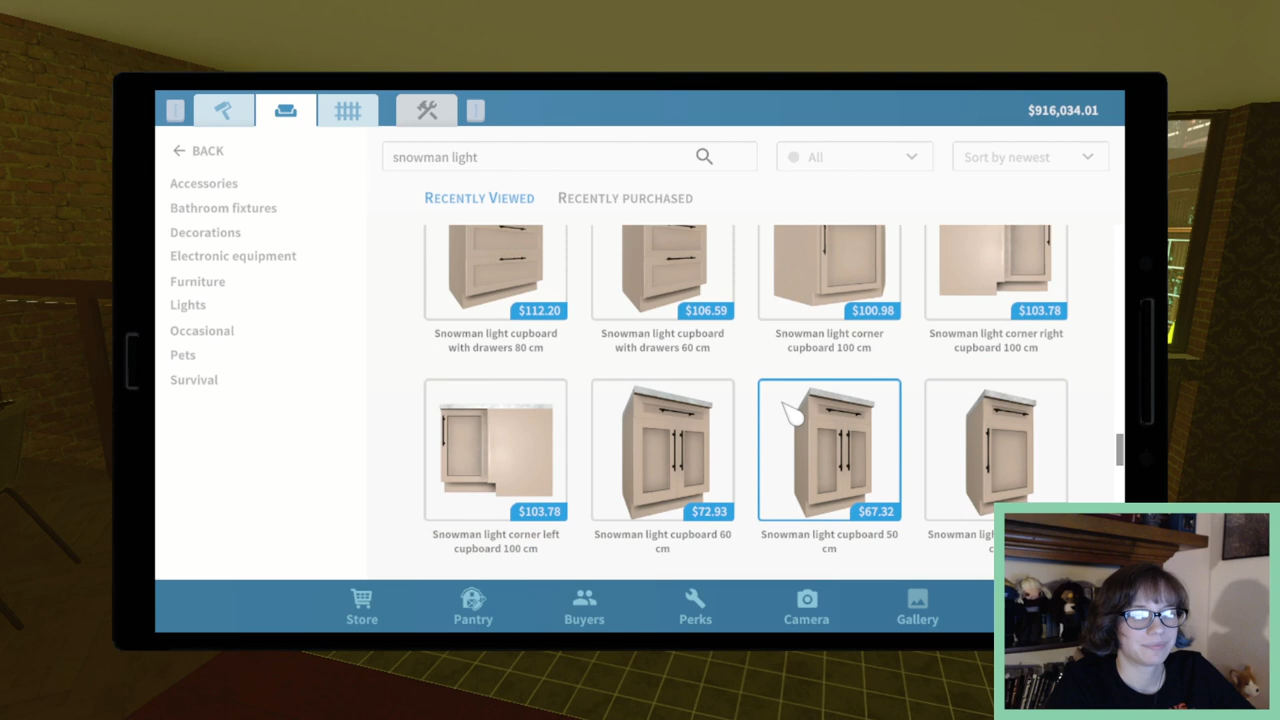 $916,034.01
BACK
snowman light
All
Sort by newest
Accessories
Bathroom fixtures
Decorations
Electronic equipment
Furniture
Lights
Occasional
Pets
Survival
RECENTLY VIEWED
RECENTLY PURCHASED
$112.20
$106.59
$100.98
$103.78
Snowman light cupboard
with drawers 80 cm
Snowman light cupboard
with drawers 60 cm
Snowman light corner
cupboard 100 cm
Snowman light corner right
cupboard 100 cm
$103.78
$72.93
$67.32
Snowman light corner left
cupboard 100 cm
Snowman light cupboard 60
cm
Snowman light cupboard 50
cm
Store
Pantry
Buyers
Perks
Camera
Gallery